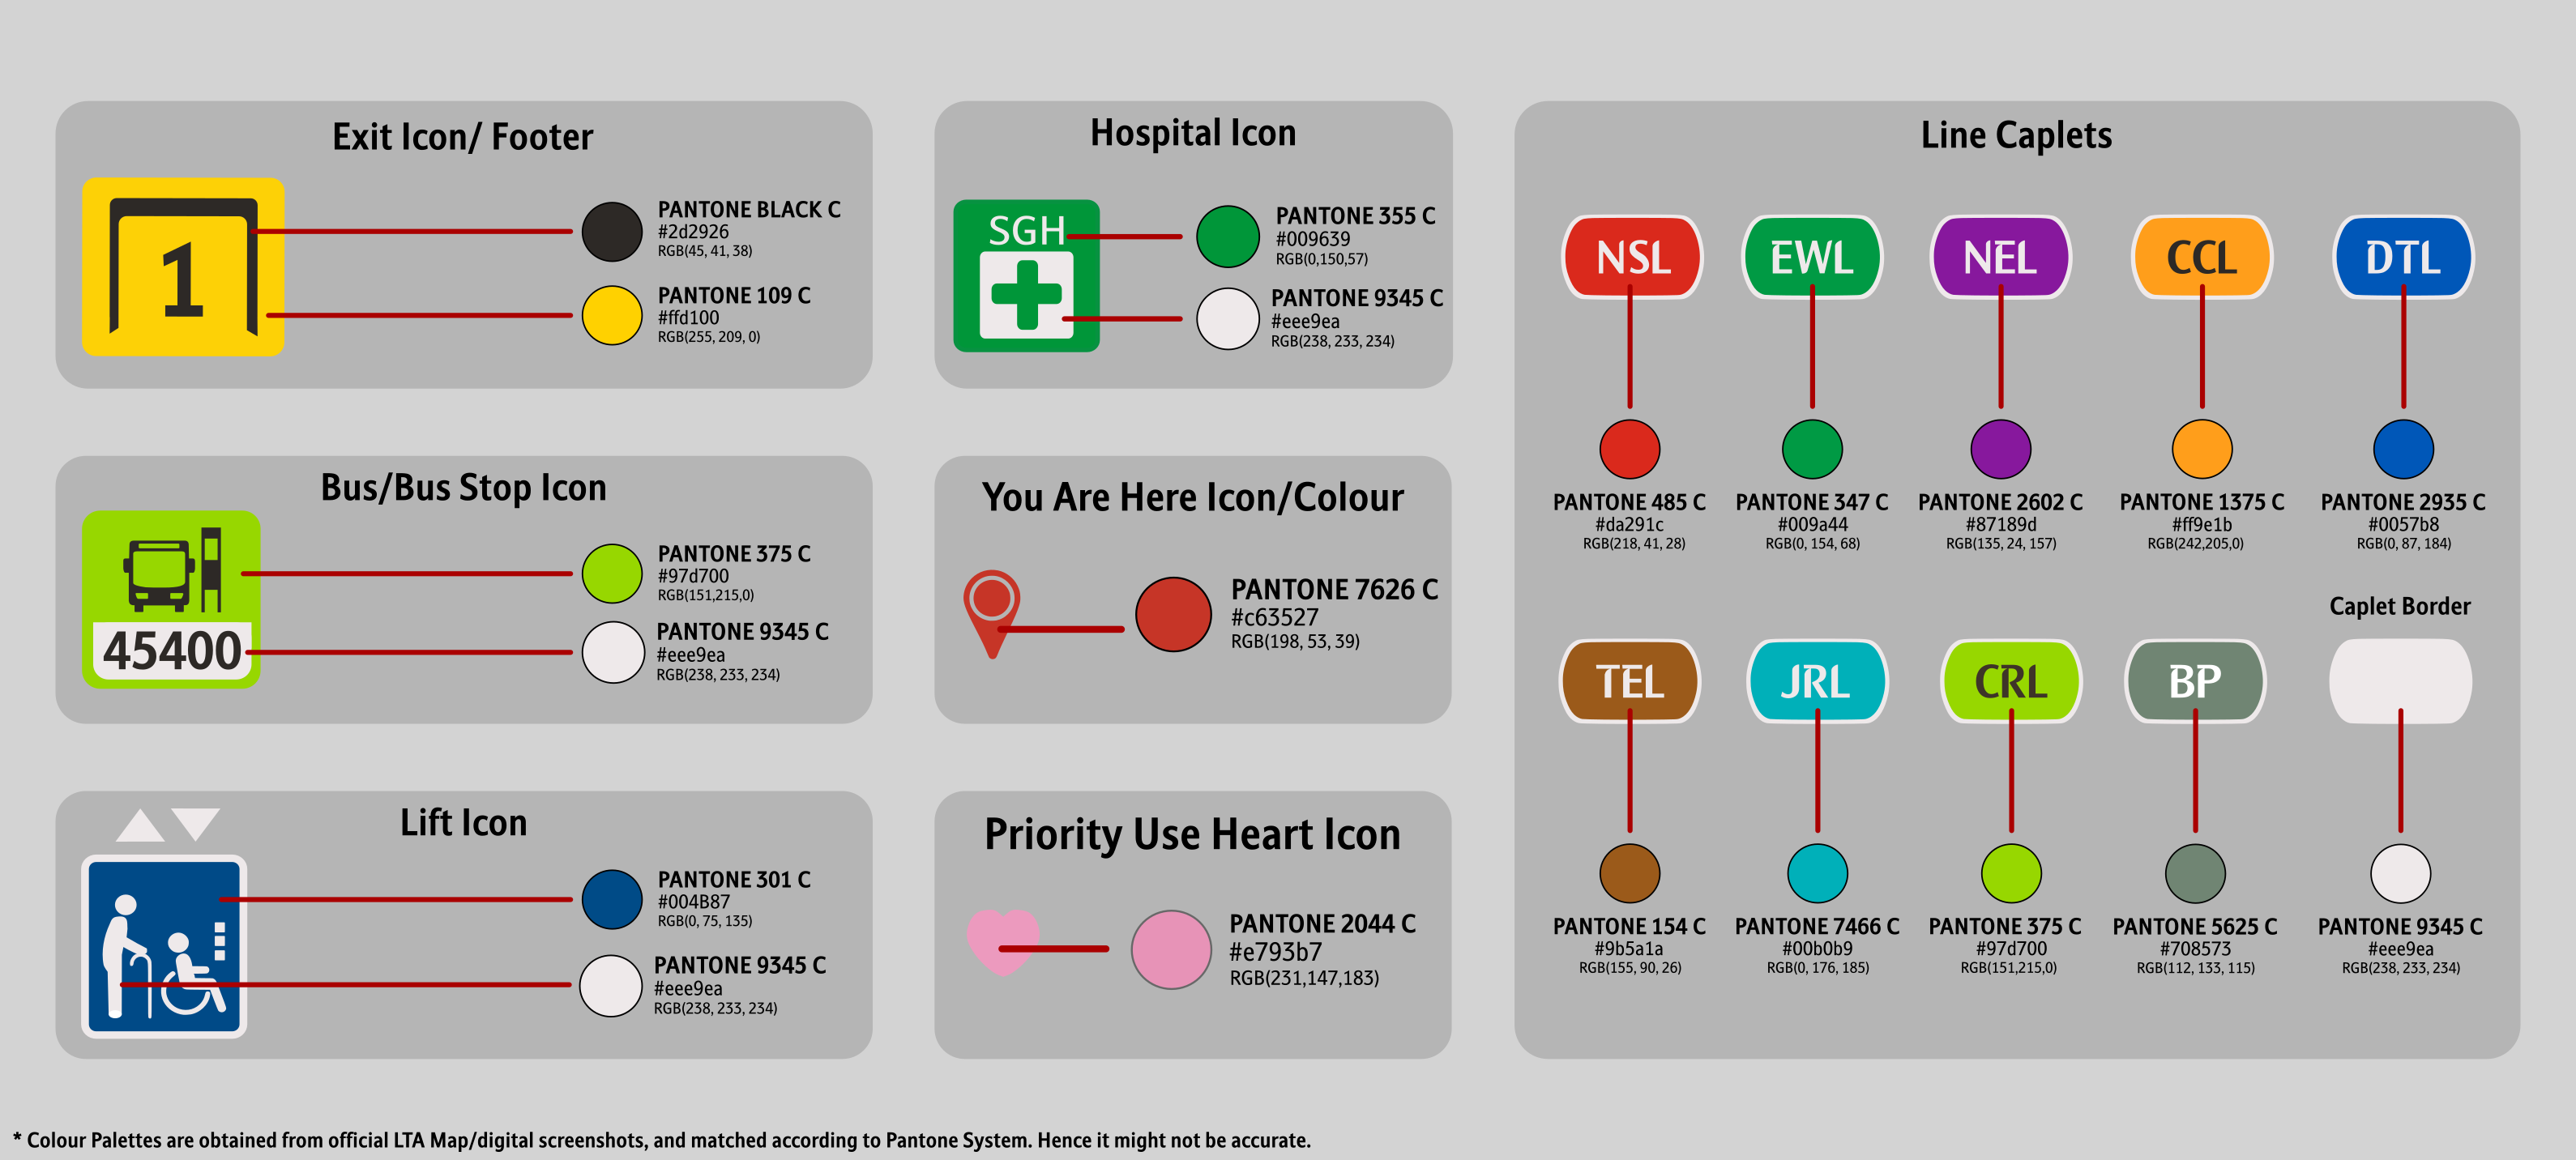 Exit Icon/ Footer
1
PANTONE BLACK C
#2d2926
RGB(45, 41, 38)
PANTONE 109 C
#ffd100
RGB(255, 209, 0)
Bus/Bus Stop Icon
45400
PANTONE 375 C
#97d700
RGB(151,215,0)
PANTONE 9345 C
#eee9ea
RGB(238, 233, 234)
Lift Icon
PANTONE 301 C
#004B87
RGB(0, 75, 135)
PANTONE 9345 C
#eee9ea
RGB(238, 233, 234)
Hospital Icon
SGH
PANTONE 355 C
#009639
RGB(0,150,57)
PANTONE 9345 C
#eee9ea
RGB(238, 233, 234)
You Are Here Icon/Colour
PANTONE 7626 C
#c63527
RGB(198, 53, 39)
Priority Use Heart Icon
PANTONE 2044 C
#e793b7
RGB(231,147,183)
Line Caplets
NSL
PANTONE 485 C
#da291c
RGB(218, 41, 28)
EWL
PANTONE 347 C
#009a44
RGB(0, 154, 68)
NEL
PANTONE 2602 C
#87189d
RGB(135, 24, 157)
CCL
PANTONE 1375 C
#ff9e1b
RGB(242,205,0)
DTL
PANTONE 2935 C
#0057b8
RGB(0, 87, 184)
TEL
PANTONE 154 C
#9b5a1a
RGB(155, 90, 26)
JRL
PANTONE 7466 C
#00b0b9
RGB(0, 176, 185)
CRL
PANTONE 375 C
#97d700
RGB(151,215,0)
BP
PANTONE 5625 C
#708573
RGB(112, 133, 115)
Caplet Border
PANTONE 9345 C
#eee9ea
RGB(238, 233, 234)
* Colour Palettes are obtained from official LTA Map/digital screenshots, and matched according to Pantone System. Hence it might not be accurate.